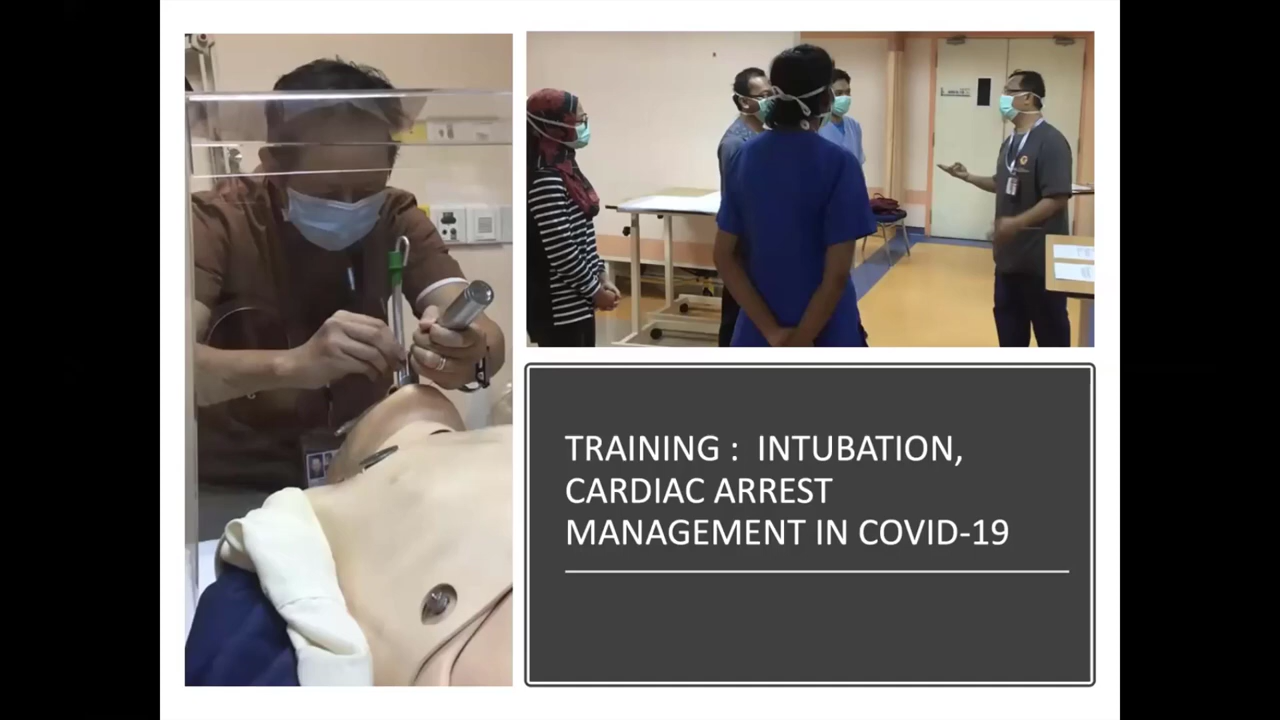 TRAINING :  INTUBATION,
CARDIAC ARREST
MANAGEMENT IN COVID-19